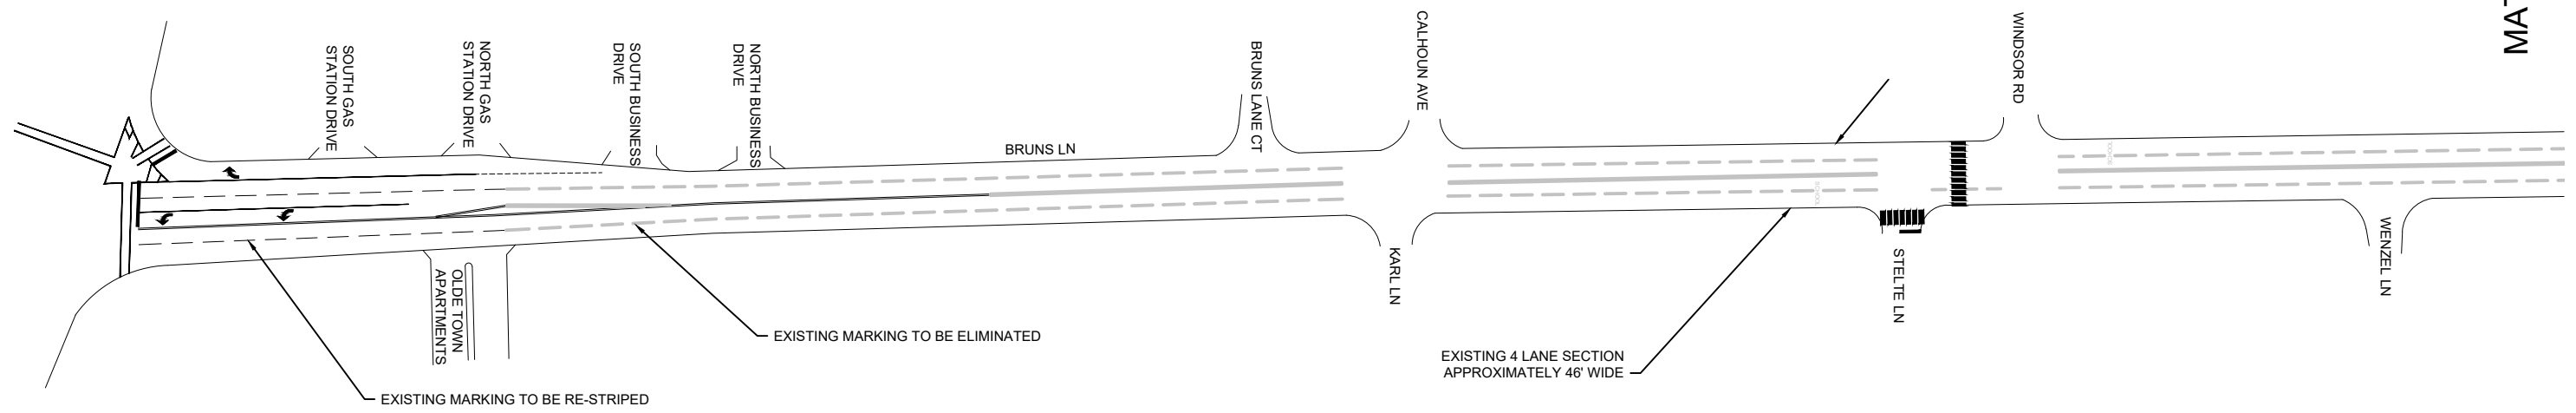 SOUTH GAS
STATION DRIVE
NORTH GAS
STATION DRIVE
SOUTH BUSINESS
DRIVE
NORTH BUSINESS
DRIVE
BRUNS LN
BRUNS LANE CT
CALHOUN AVE
WINDSOR RD
MA
OLDE TOWN
APARTMENTS
KARL LN
STELTE LN
WENZEL LN
EXISTING MARKING TO BE ELIMINATED
EXISTING 4 LANE SECTION
APPROXIMATELY 46' WIDE
EXISTING MARKING TO BE RE-STRIPED